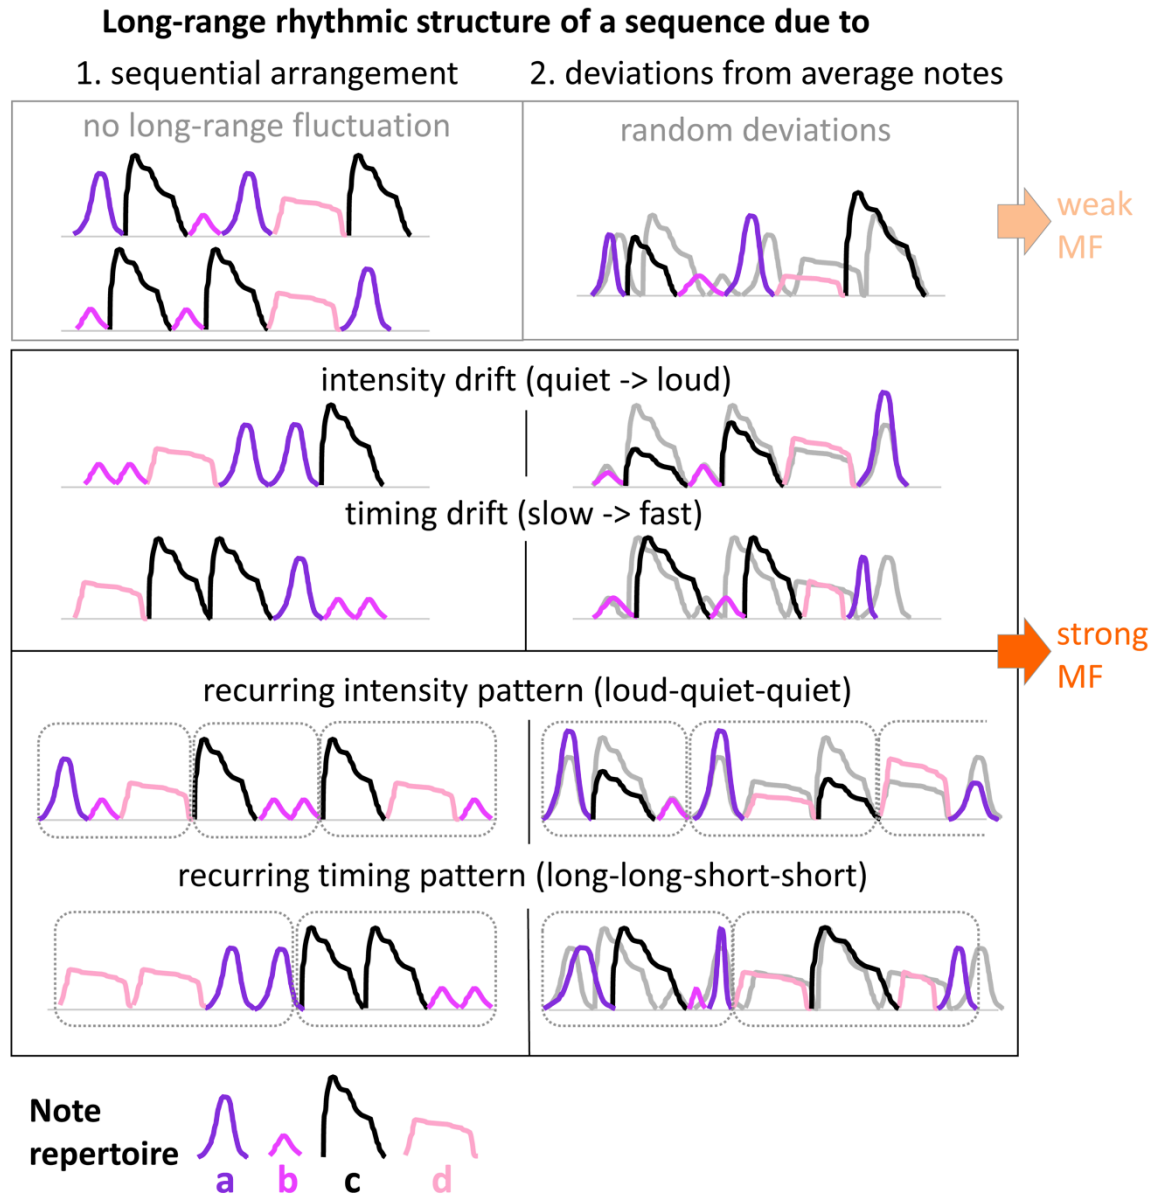 Long-range rhythmic structure of a sequence due to
1. sequential arrangement
2. deviations from average notes
no long-range fluctuation
random deviations
weak
MF
intensity drift (quiet -> loud)
timing drift (slow -> fast)
strong
MF
recurring intensity pattern (loud-quiet-quiet)
recurring timing pattern (long-long-short-short)
Note
repertoire
a b c d